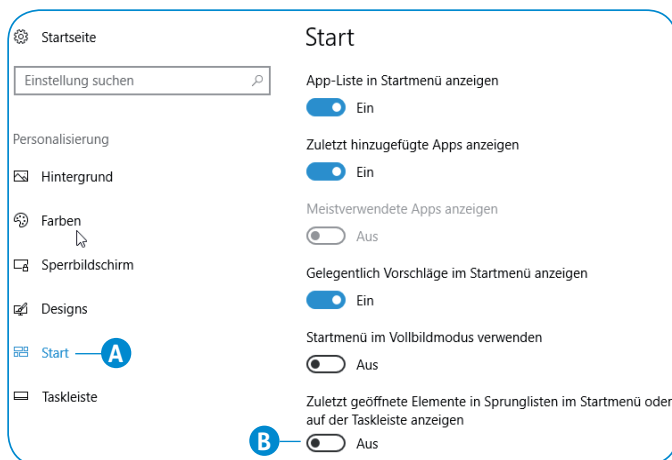 Startseite
Einstellung suchen
Personalisierung
Hintergrund
Farben
Sperrbildschirm
Designs
Start
A
Taskleiste
Start
App-Liste in Startmenü anzeigen
Ein
Zuletzt hinzugefügte Apps anzeigen
Ein
Meistverwendete Apps anzeigen
Aus
Gelegentlich Vorschläge im Startmenü anzeigen
Ein
Startmenü im Vollbildmodus verwenden
Aus
Zuletzt geöffnete Elemente in Sprunglisten im Startmenü oder
auf der Taskleiste anzeigen
B
Aus